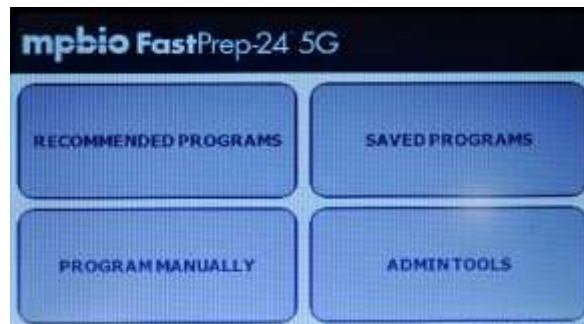 mpbio FastPrep-24 5G
RECOMMENDED PROGRAMS
SAVED PROGRAMS
PROGRAM MANUALLY
ADMIN TOOLS